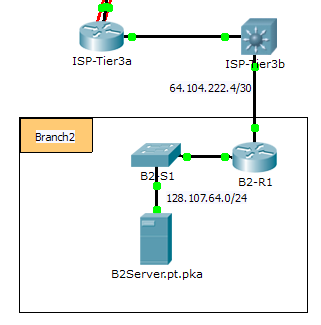 ISP-Tier3a
ISP-Tier3b
64.104.222.4/30
Branch2
B2-S1
B2-R1
128.107.64.0/24
B2Server.pt.pka